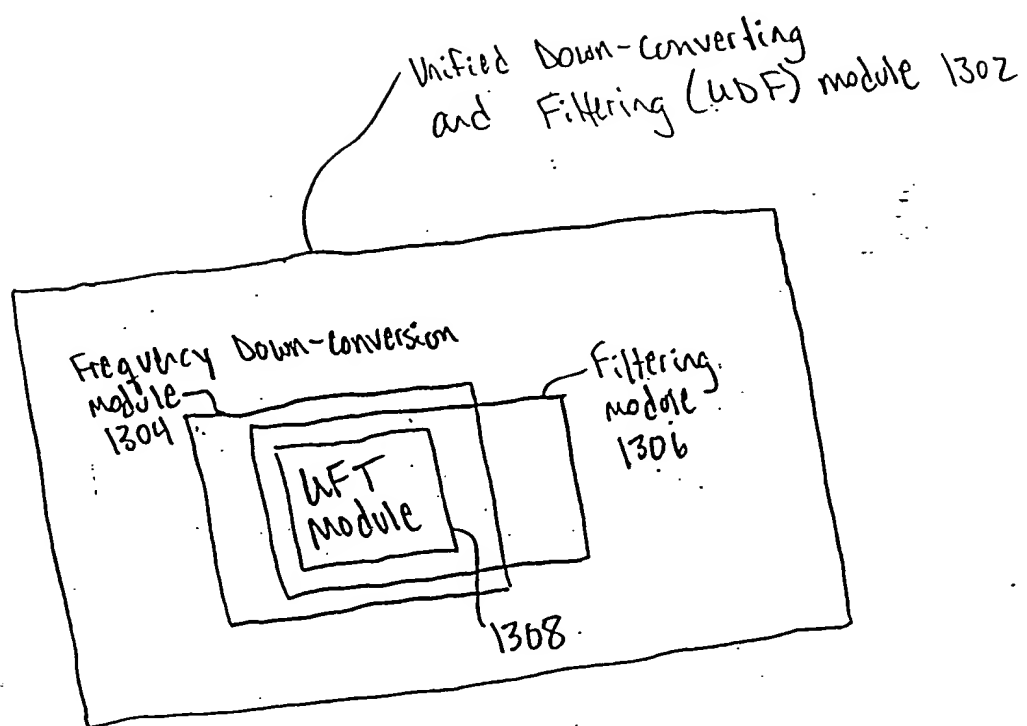 Unified Down-Converting
and Filtering (UDF) module 1302
Frequency Down-conversion
module
1304
Filtering
module
1306
UFT
module
1308